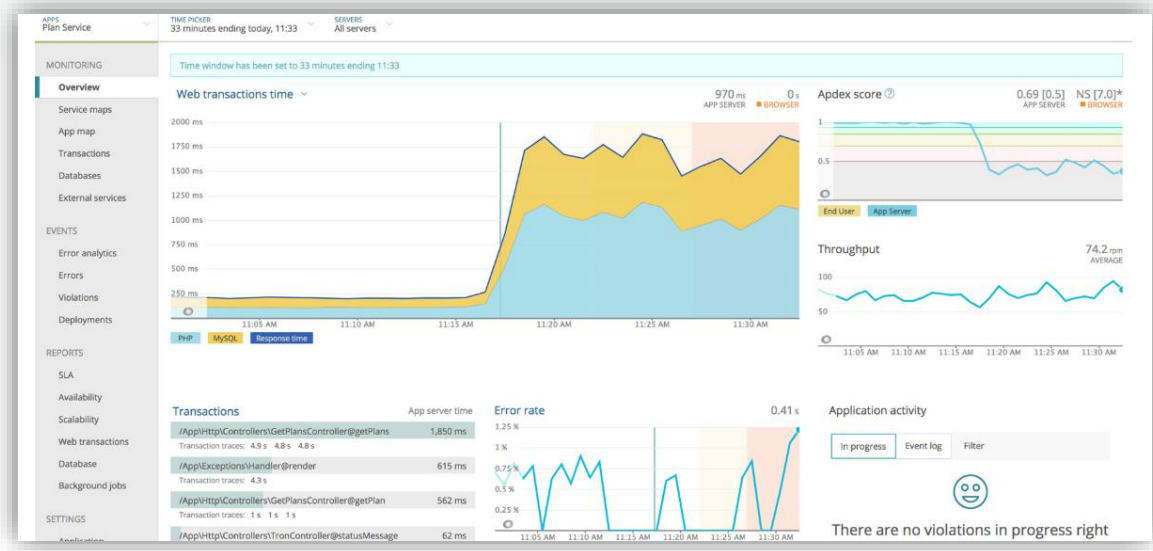 APPS
Plan Service
TIME PICKER
33 minutes ending today, 11:33
SERVERS
All servers
MONITORING
Overview
Service maps
App map
Transactions
Databases
External services
EVENTS
Error analytics
Errors
Violations
Deployments
REPORTS
SLA
Availability
Scalability
Web transactions
Database
Background jobs
SETTINGS
Application
Time window has been set to 33 minutes ending 11:33
Web transactions time
970 ms 0 s
APP SERVER BROWSER
2000 ms
1750 ms
1500 ms
1250 ms
1000 ms
750 ms
500 ms
250 ms
11:05 AM 11:10 AM 11:15 AM 11:20 AM 11:25 AM 11:30 AM
PHP MySQL Response time
Apdex score ?
0.69 [0.5] NS [7.0]*
APP SERVER BROWSER
1
0.5
End User App Server
Throughput
74.2 rpm
AVERAGE
100
50
11:05 AM 11:10 AM 11:15 AM 11:20 AM 11:25 AM 11:30 AM
Transactions App server time
/App\Http\Controllers\GetPlansController@getPlans 1,850 ms
Transaction traces: 4.9 s 4.8 s 4.8 s
/App\Exceptions\Handler@render 615 ms
Transaction traces: 4.3 s
/App\Http\Controllers\GetPlansController@getPlan 562 ms
Transaction traces: 1 s 1 s 1 s
/App\Http\Controllers\TronController@statusMessage 62 ms
Error rate 0.41 s
1.25 %
1 %
0.75 %
0.5 %
0.25 %
11:05 AM 11:10 AM 11:15 AM 11:20 AM 11:25 AM 11:30 AM
Application activity
In progress Event log Filter
There are no violations in progress right